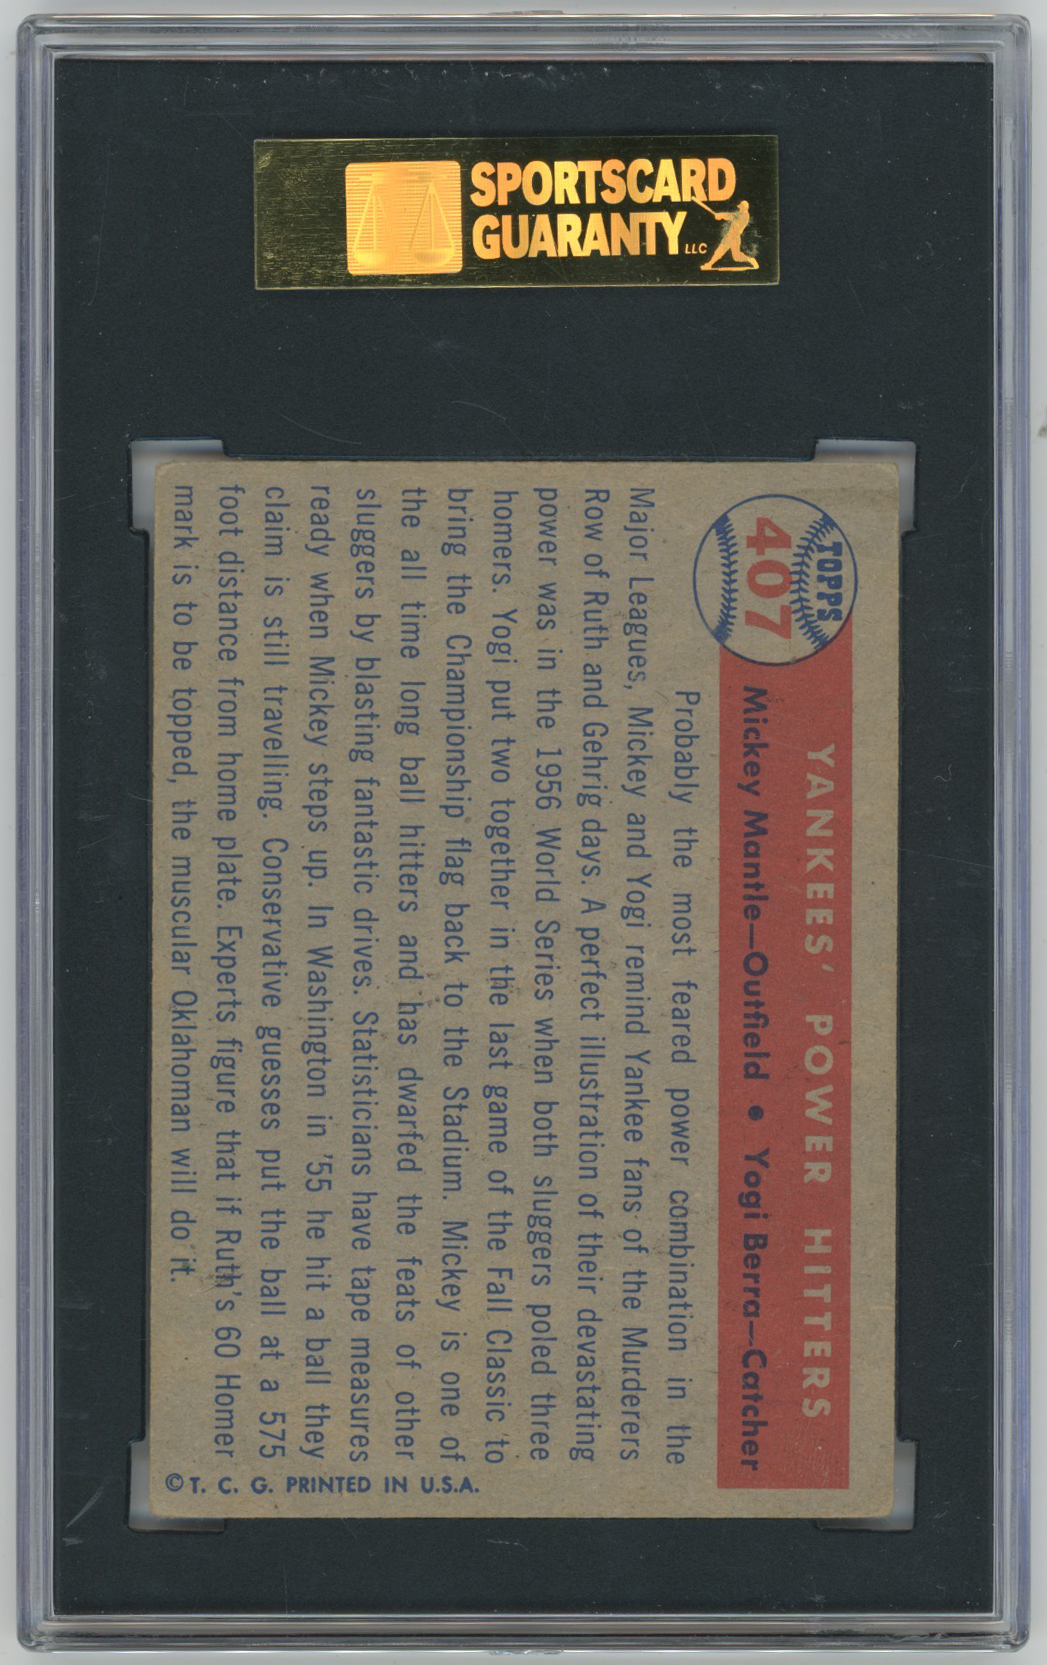 SPORTSCARD
GUARANTY LLC
TOPPS
407
YANKEES' POWER HITTERS
Mickey Mantle—Outfield • Yogi Berra—Catcher
Probably the most feared power combination in the
Major Leagues, Mickey and Yogi remind Yankee fans of the Murderers
Row of Ruth and Gehrig days. A perfect illustration of their devastating
power was in the 1956 World Series when both sluggers poled three
homers. Yogi put two together in the last game of the Fall Classic to
bring the Championship flag back to the Stadium. Mickey is one of
the all time long ball hitters and has dwarfed the feats of other
sluggers by blasting fantastic drives. Statisticians have tape measures
ready when Mickey steps up. In Washington in '55 he hit a ball they
claim is still travelling. Conservative guesses put the ball at a 575
foot distance from home plate. Experts figure that if Ruth's 60 Homer
mark is to be topped, the muscular Oklahoman will do it.
© T. C. G. PRINTED IN U.S.A.